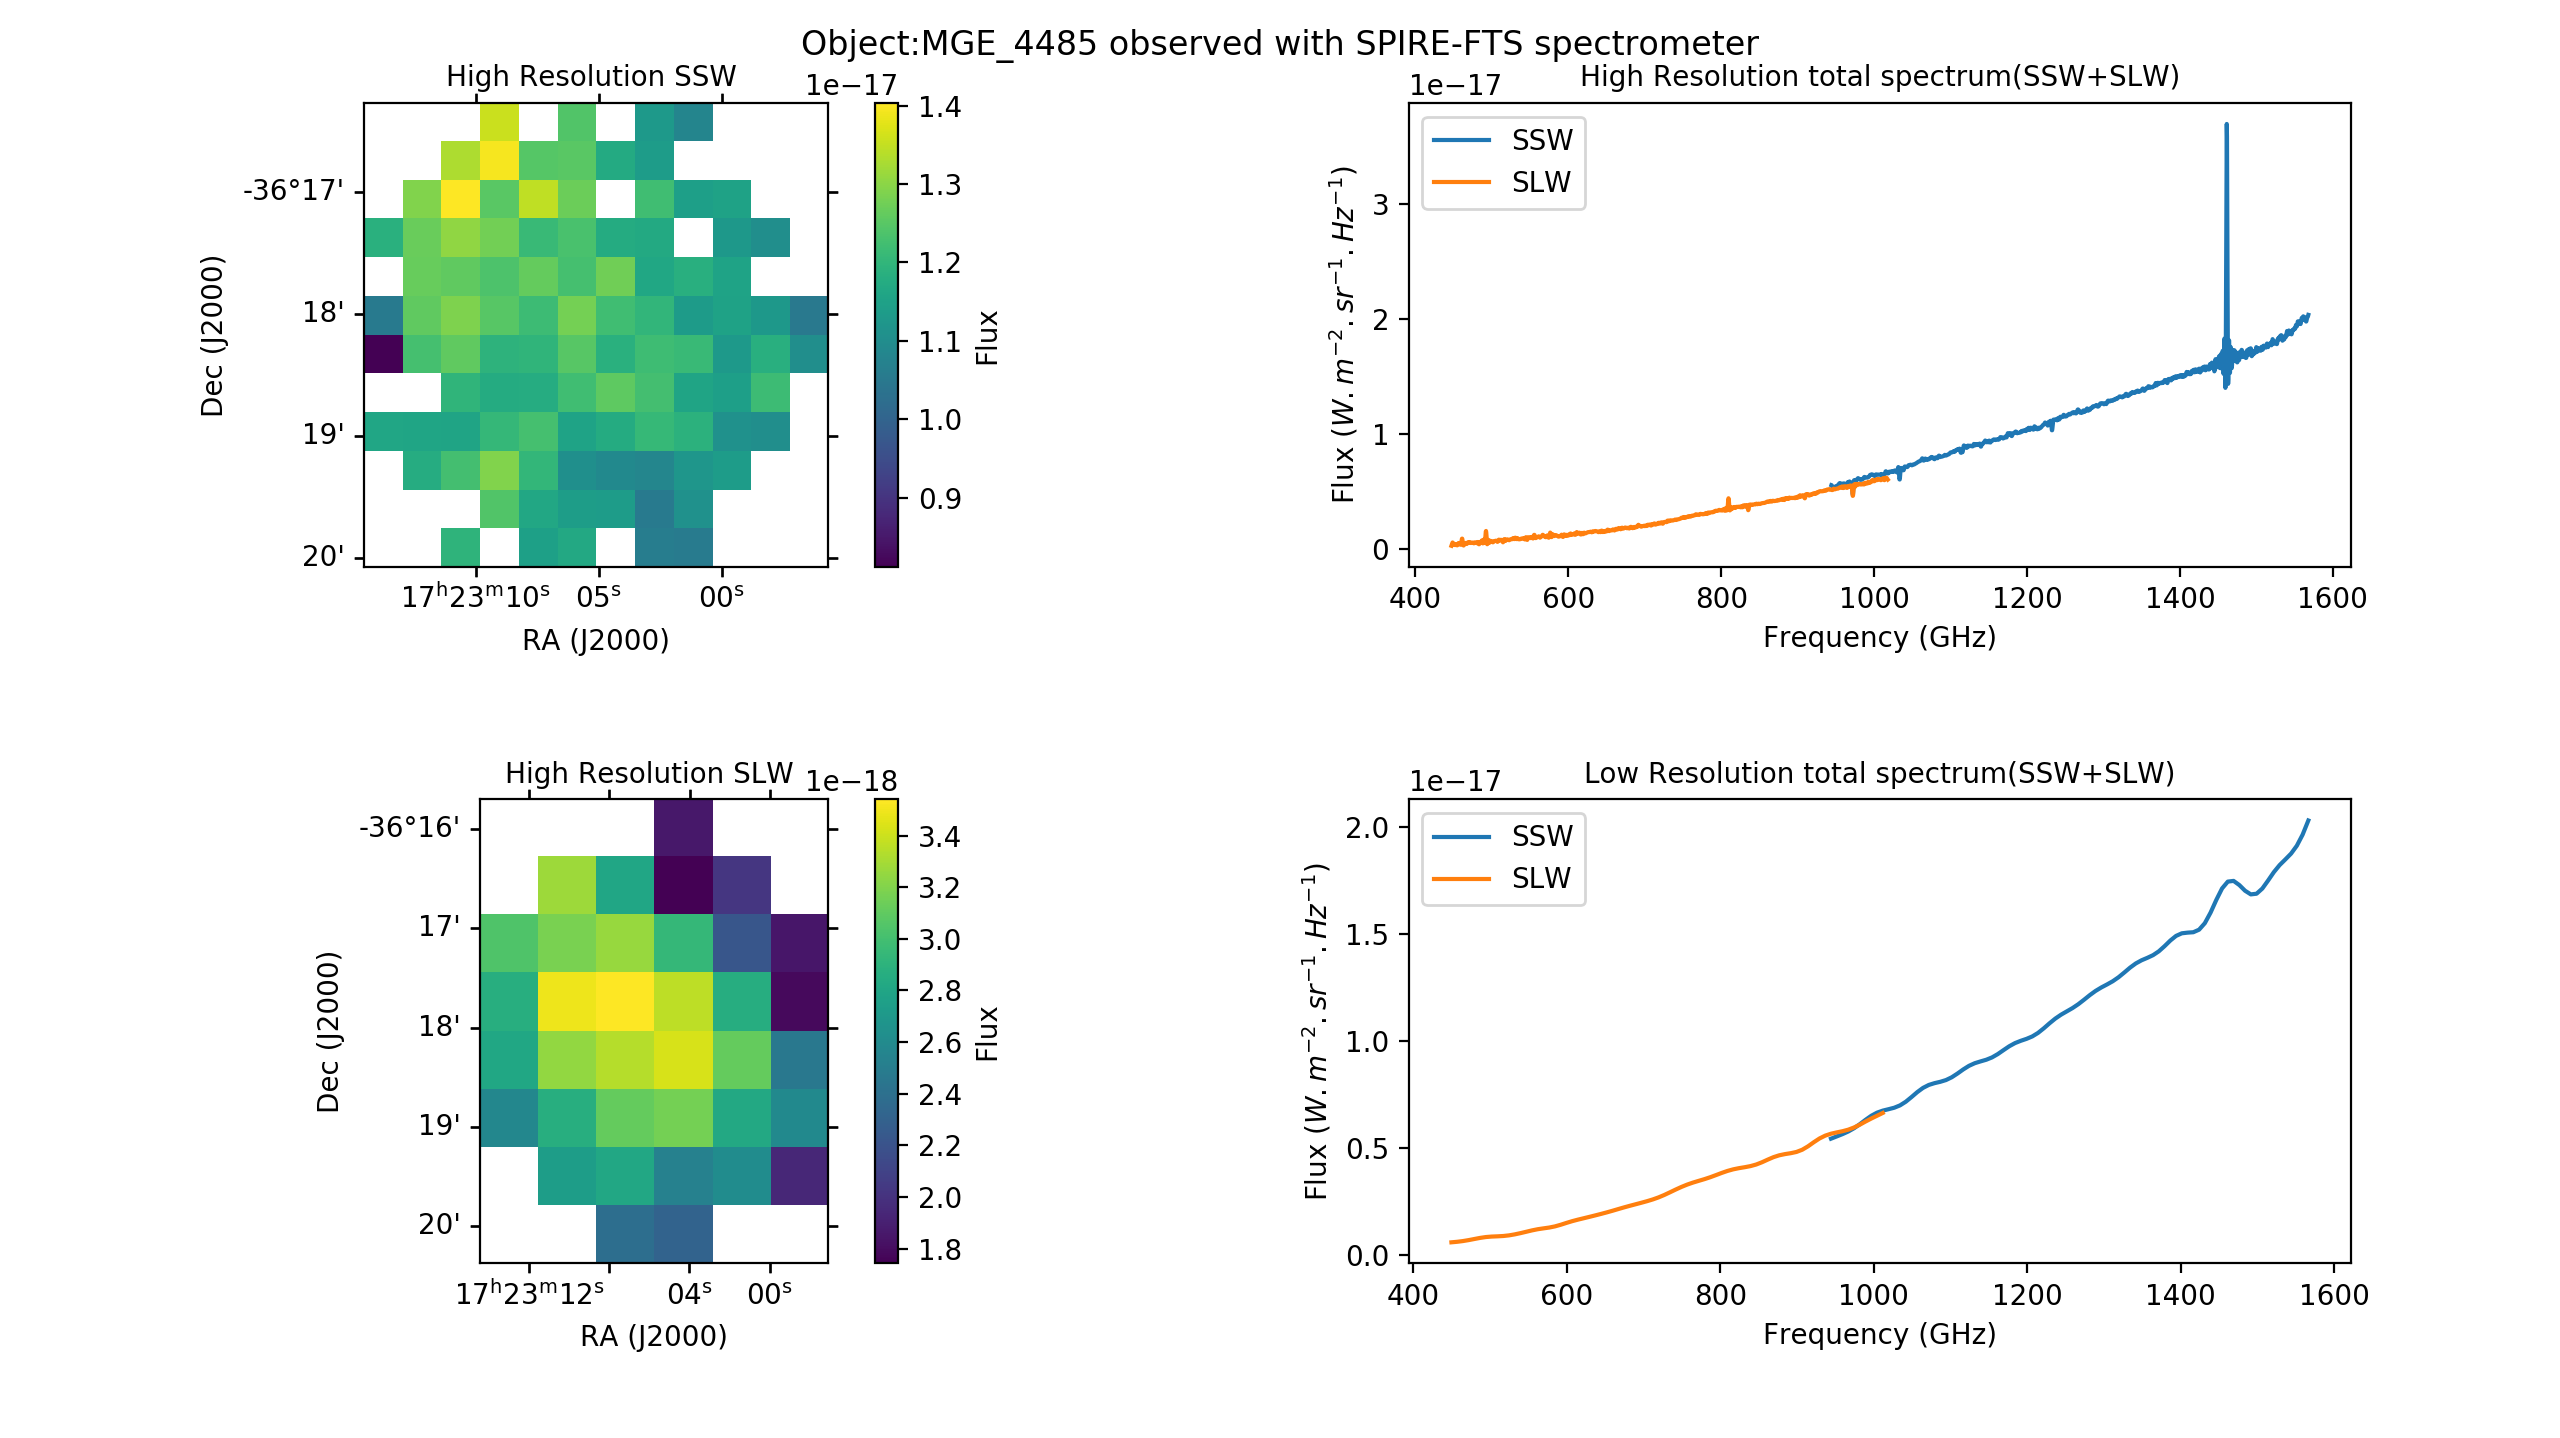 Object:MGE_4485 observed with SPIRE-FTS spectrometer
High Resolution SSW
1e−17
1.4
1.3
1.2
1.1
1.0
0.9
Flux
-36°17'
18'
19'
20'
Dec (J2000)
17h23m10s 05s 00s
RA (J2000)
High Resolution total spectrum(SSW+SLW)
1e−17
SSW
SLW
3
2
1
0
Flux (W.m−2.sr−1.Hz−1)
400 600 800 1000 1200 1400 1600
Frequency (GHz)
High Resolution SLW
1e−18
3.4
3.2
3.0
2.8
2.6
2.4
2.2
2.0
1.8
Flux
-36°16'
17'
18'
19'
20'
Dec (J2000)
17h23m12s 04s 00s
RA (J2000)
Low Resolution total spectrum(SSW+SLW)
1e−17
SSW
SLW
2.0
1.5
1.0
0.5
0.0
Flux (W.m−2.sr−1.Hz−1)
400 600 800 1000 1200 1400 1600
Frequency (GHz)